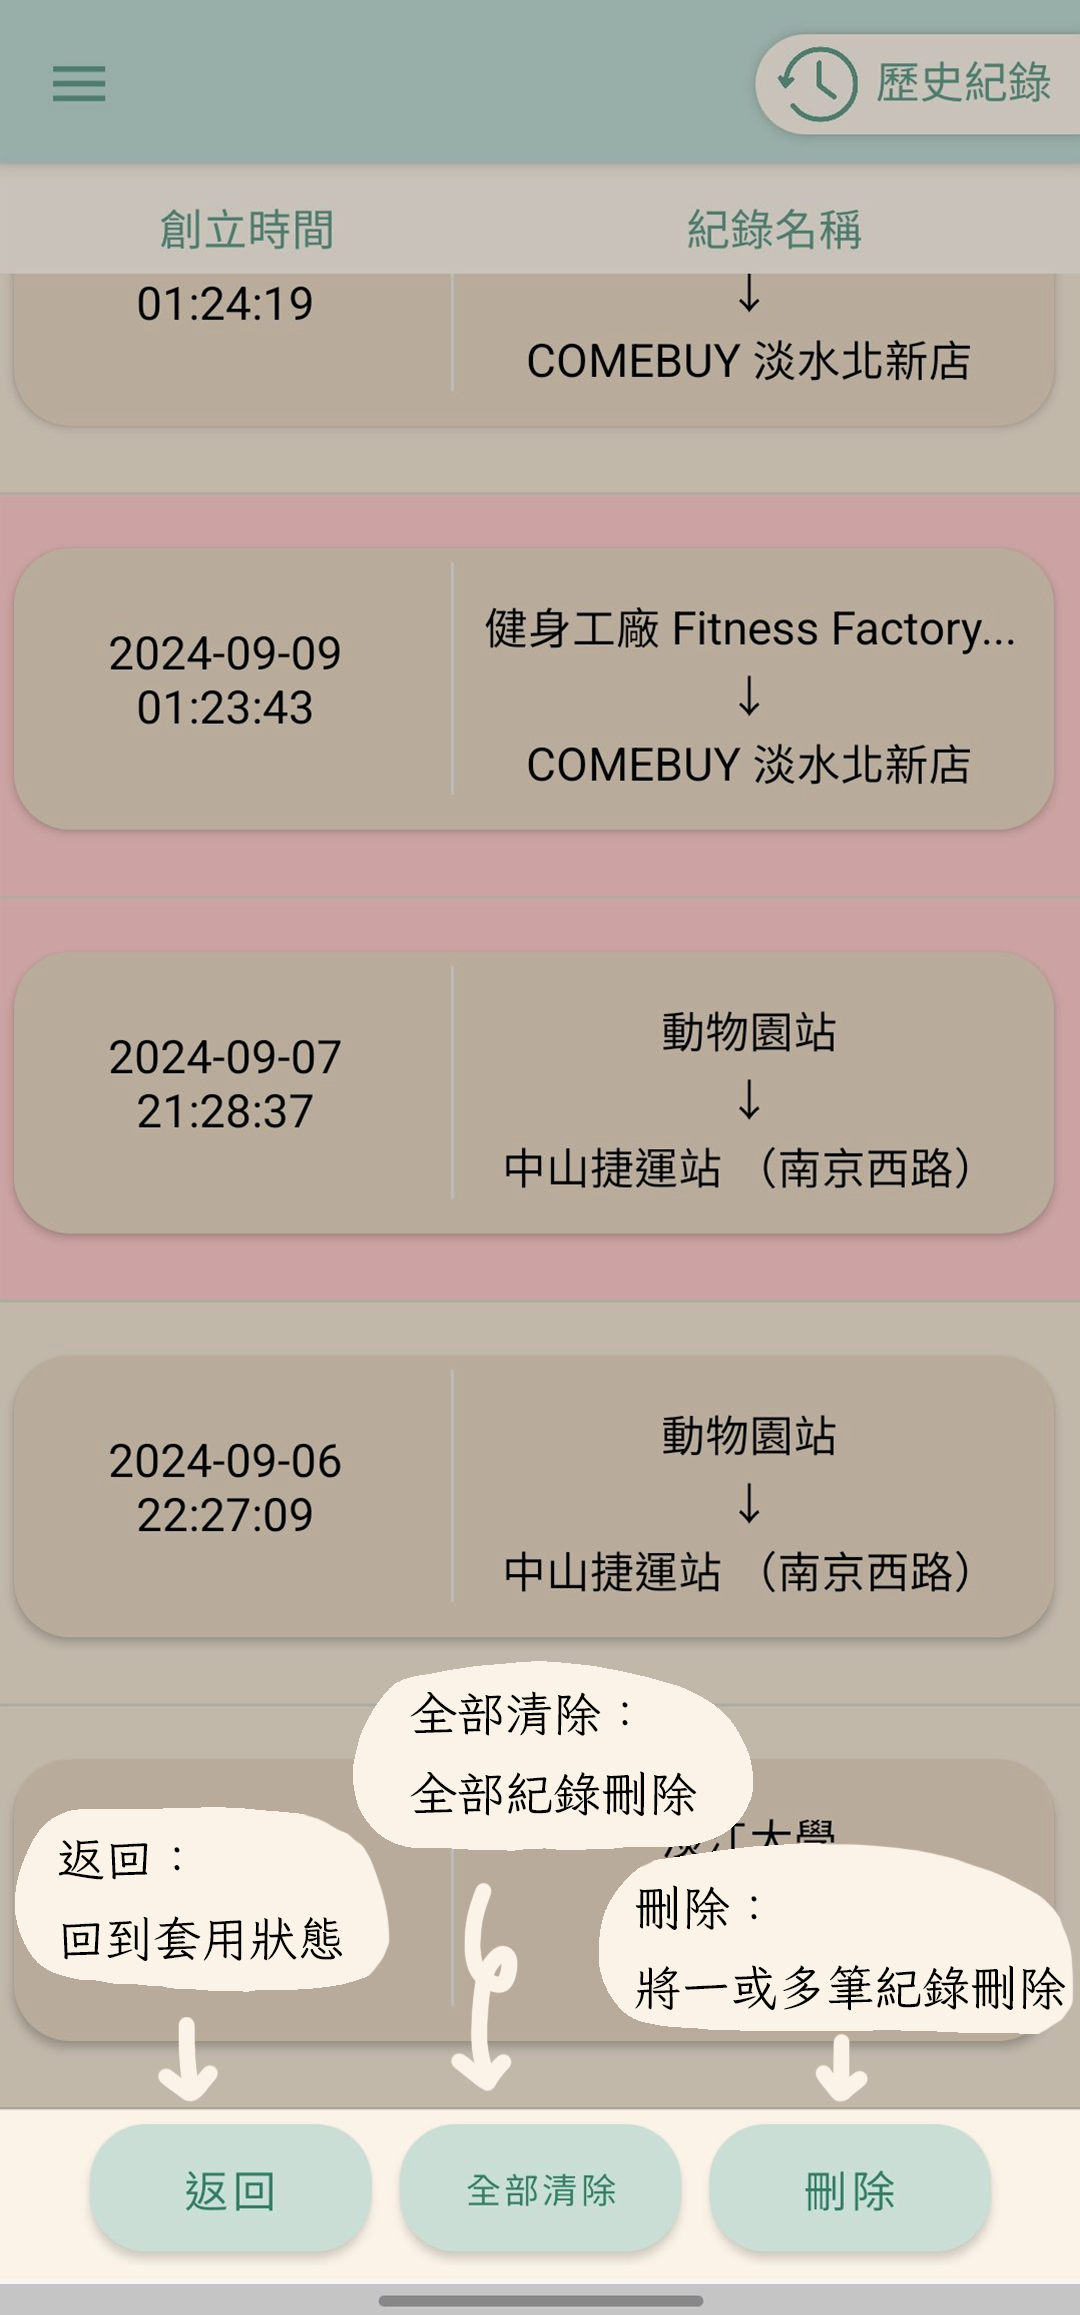 歷史紀錄
創立時間
紀錄名稱
01:24:19
↓
COMEBUY 淡水北新店
2024-09-09
01:23:43
健身工廠 Fitness Factory...
↓
COMEBUY 淡水北新店
2024-09-07
21:28:37
動物園站
↓
中山捷運站 （南京西路）
2024-09-06
22:27:09
動物園站
↓
中山捷運站 （南京西路）
全部清除：
全部紀錄刪除
淡江大學
返回：
回到套用狀態
刪除：
將一或多筆紀錄刪除
返回
全部清除
刪除